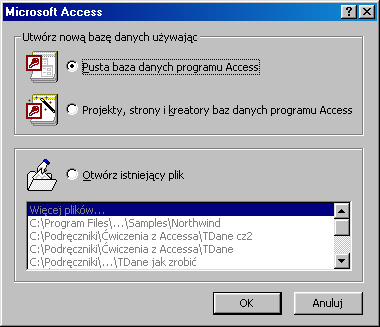 Microsoft Access
Utwórz nową bazę danych używając
Pusta baza danych programu Access
Projekty, strony i kreatory baz danych programu Access
Otwórz istniejący plik
Więcej plików...
C:\Program Files\...\Samples\Northwind
C:\Podręczniki\Ćwiczenia z Accessa\TDane cz2
C:\Podręczniki\Ćwiczenia z Accessa\TDane
C:\Podręczniki\...\TDane jak zrobić
OK
Anuluj